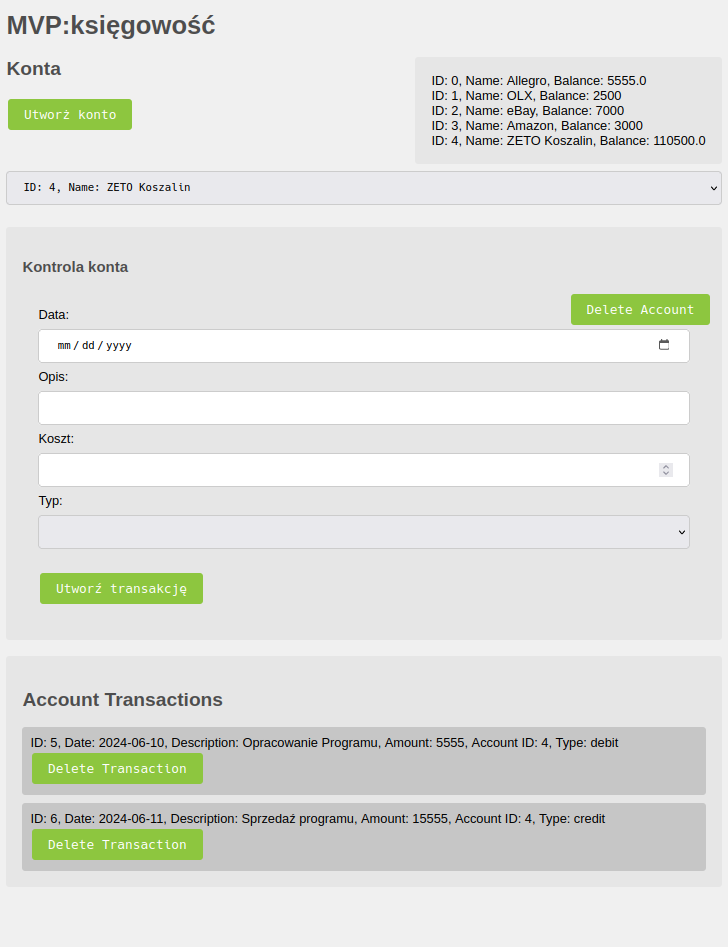 MVP:księgowość
Konta
Utworż konto
ID: 0, Name: Allegro, Balance: 5555.0
ID: 1, Name: OLX, Balance: 2500
ID: 2, Name: eBay, Balance: 7000
ID: 3, Name: Amazon, Balance: 3000
ID: 4, Name: ZETO Koszalin, Balance: 110500.0
ID: 4, Name: ZETO Koszalin
Kontrola konta
Delete Account
Data:
mm/dd/yyyy
Opis:
Koszt:
Typ:
Utworź transakcję
Account Transactions
ID: 5, Date: 2024-06-10, Description: Opracowanie Programu, Amount: 5555, Account ID: 4, Type: debit
Delete Transaction
ID: 6, Date: 2024-06-11, Description: Sprzedaź programu, Amount: 15555, Account ID: 4, Type: credit
Delete Transaction